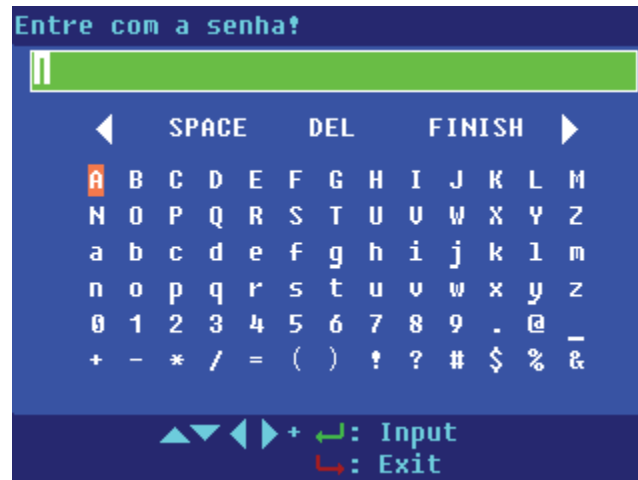 Entre com a senha!
SPACE DEL FINISH
A B C D E F G H I J K L M
N O P Q R S T U V W X Y Z
a b c d e f g h i j k l m
n o p q r s t u v w x y z
0 1 2 3 4 5 6 7 8 9 . @ _
+ - * / = ( ) ! ? # $ % &
+ : Input
: Exit